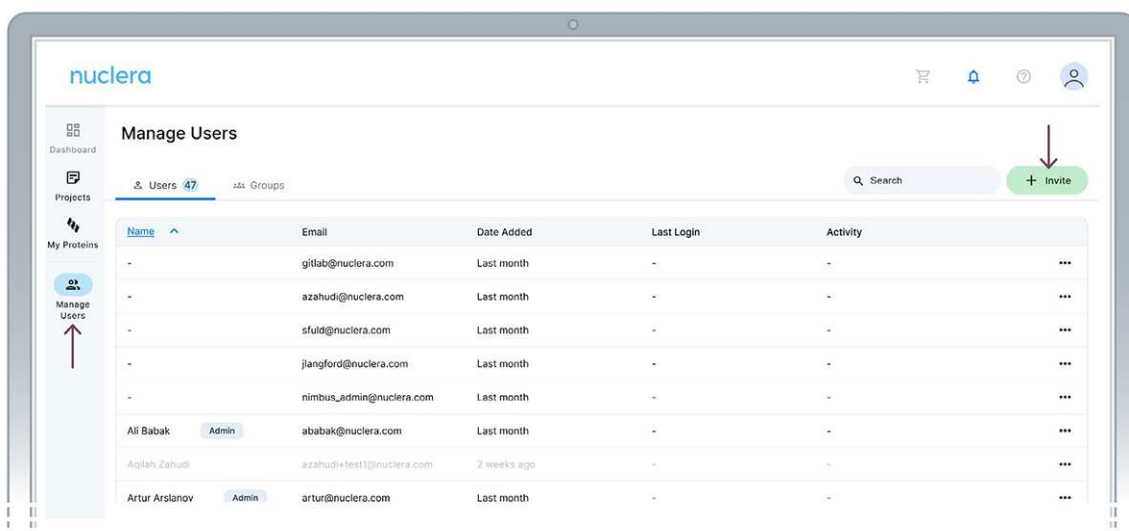 nuclera
Dashboard
Projects
My Proteins
Manage
Users
Manage Users
Users 47
Groups
Search
+ Invite
Name Email Date Added Last Login Activity
- gitlab@nuclera.com Last month - - •••
- azahudi@nuclera.com Last month - - •••
- sfuld@nuclera.com Last month - - •••
- jlangford@nuclera.com Last month - - •••
- nimbus_admin@nuclera.com Last month - - •••
Ali Babak Admin ababak@nuclera.com Last month - - •••
Aqilah Zahudi azahudi+test1@nuclera.com 2 weeks ago - - •••
Artur Arslanov Admin artur@nuclera.com Last month - - •••